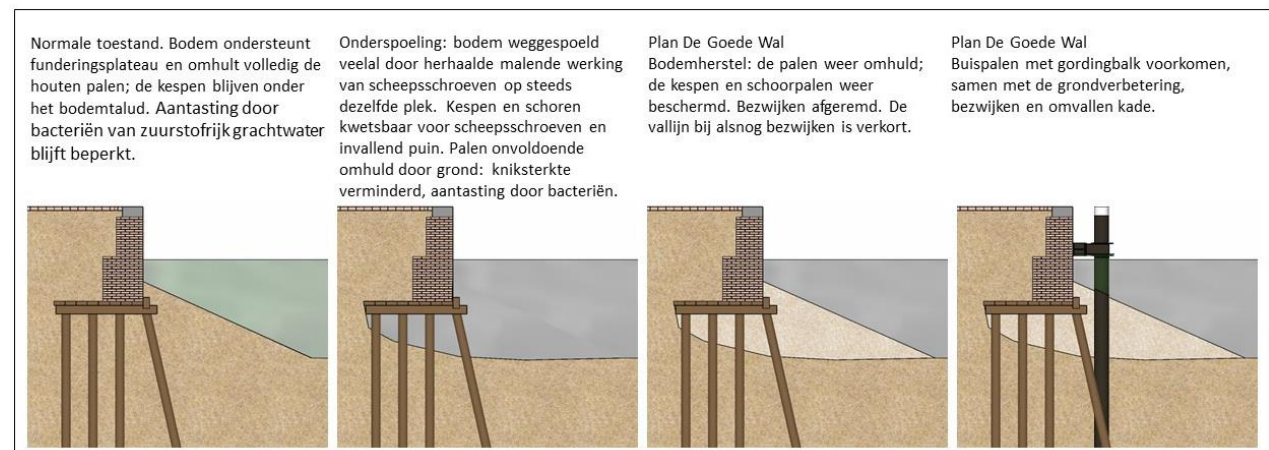 Normale toestand. Bodem ondersteunt
funderingsplateau en omhult volledig de
houten palen; de kespen blijven onder
het bodemtalud. Aantasting door
bacteriën van zuurstofrijk grachtwater
blijft beperkt.
Onderspoeling: bodem weggespoeld
veelal door herhaalde malende werking
van scheepsschroeven op steeds
dezelfde plek. Kespen en schoren
kwetsbaar voor scheepsschroeven en
invallend puin. Palen onvoldoende
omhuld door grond: kniksterkte
verminderd, aantasting door bacteriën.
Plan De Goede Wal
Bodemherstel: de palen weer omhuld;
de kespen en schoorpalen weer
beschermd. Bezwijken afgeremd. De
vallijn bij alsnog bezwijken is verkort.
Plan De Goede Wal
Buispalen met gordingbalk voorkomen,
samen met de grondverbetering,
bezwijken en omvallen kade.